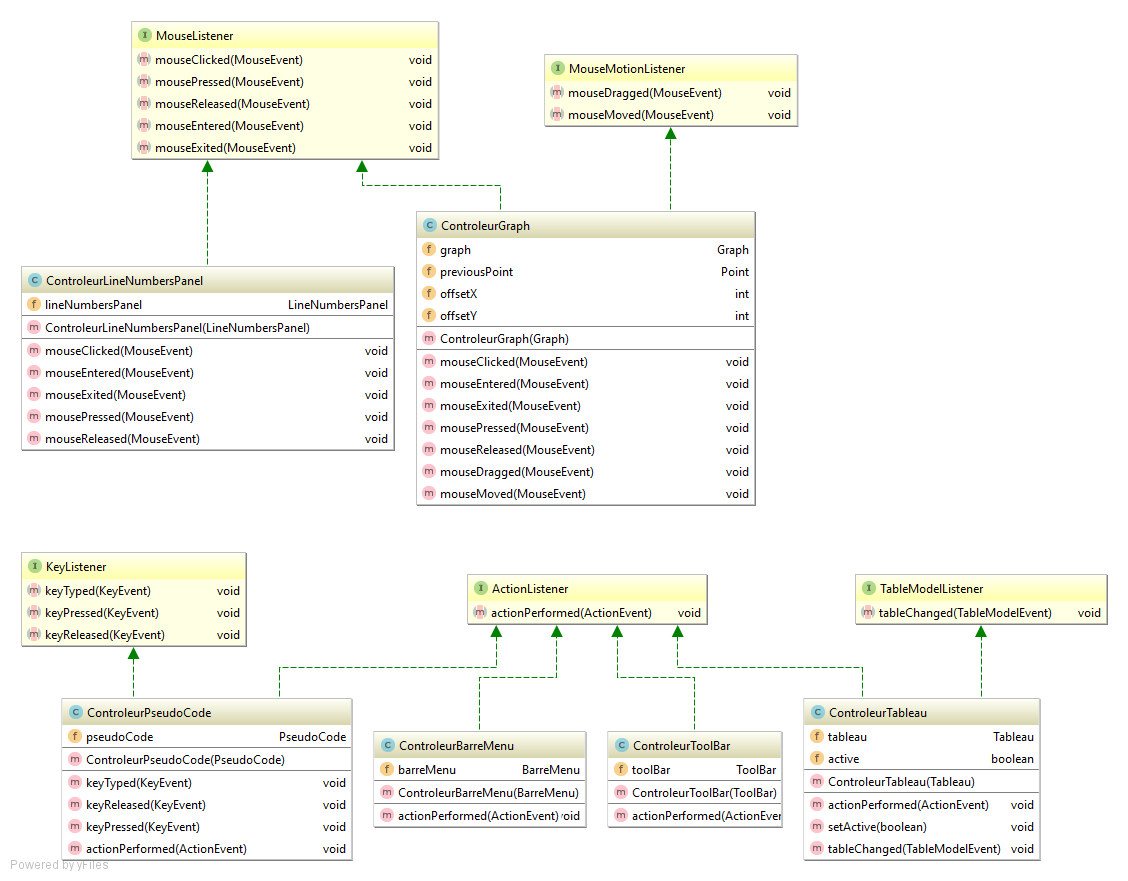 MouseListener
mouseClicked(MouseEvent) void
mousePressed(MouseEvent) void
mouseReleased(MouseEvent) void
mouseEntered(MouseEvent) void
mouseExited(MouseEvent) void
MouseMotionListener
mouseDragged(MouseEvent) void
mouseMoved(MouseEvent) void
ControleurLineNumbersPanel
lineNumbersPanel LineNumbersPanel
ControleurLineNumbersPanel(LineNumbersPanel)
mouseClicked(MouseEvent) void
mouseEntered(MouseEvent) void
mouseExited(MouseEvent) void
mousePressed(MouseEvent) void
mouseReleased(MouseEvent) void
ControleurGraph
graph Graph
previousPoint Point
offsetX int
offsetY int
ControleurGraph(Graph)
mouseClicked(MouseEvent) void
mouseEntered(MouseEvent) void
mouseExited(MouseEvent) void
mousePressed(MouseEvent) void
mouseReleased(MouseEvent) void
mouseDragged(MouseEvent) void
mouseMoved(MouseEvent) void
KeyListener
keyTyped(KeyEvent) void
keyPressed(KeyEvent) void
keyReleased(KeyEvent) void
ActionListener
actionPerformed(ActionEvent) void
TableModelListener
tableChanged(TableModelEvent) void
ControleurPseudoCode
pseudoCode PseudoCode
ControleurPseudoCode(PseudoCode)
keyTyped(KeyEvent) void
keyReleased(KeyEvent) void
keyPressed(KeyEvent) void
actionPerformed(ActionEvent) void
ControleurBarreMenu
barreMenu BarreMenu
ControleurBarreMenu(BarreMenu)
actionPerformed(ActionEvent) void
ControleurToolBar
toolBar ToolBar
ControleurToolBar(ToolBar)
actionPerformed(ActionEver
ControleurTableau
tableau Tableau
active boolean
ControleurTableau(Tableau)
actionPerformed(ActionEvent) void
setActive(boolean) void
tableChanged(TableModelEvent) void
Powered by yFiles